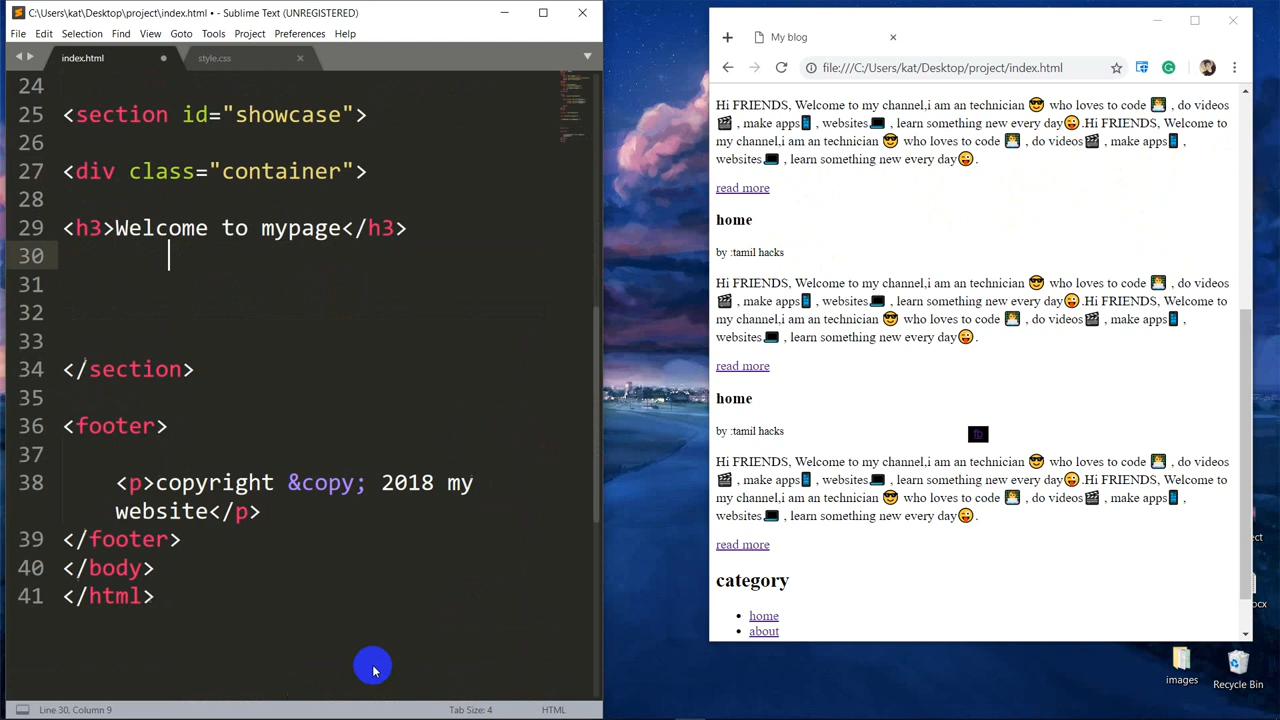 C:\Users\kat\Desktop\project\index.html • - Sublime Text (UNREGISTERED)
File Edit Selection Find View Goto Tools Project Preferences Help
index.html
style.css
24
25 <section id="showcase">
26
27 <div class="container">
28
29 <h3>Welcome to mypage</h3>
30
31
32
33
34 </section>
35
36 <footer>
37
38 <p>copyright &copy; 2018 my
website</p>
39 </footer>
40 </body>
41 </html>
Line 30, Column 9
Tab Size: 4
HTML
My blog
file:///C:/Users/kat/Desktop/project/index.html
Hi FRIENDS, Welcome to my channel,i am an technician 😎 who loves to code 👨‍💻 , do videos
🎬 , make apps📱 , websites💻 , learn something new every day😜.Hi FRIENDS, Welcome to
my channel,i am an technician 😎 who loves to code 👨‍💻 , do videos🎬 , make apps📱 ,
websites💻 , learn something new every day😜.
read more
home
by :tamil hacks
Hi FRIENDS, Welcome to my channel,i am an technician 😎 who loves to code 👨‍💻 , do videos
🎬 , make apps📱 , websites💻 , learn something new every day😜.Hi FRIENDS, Welcome to
my channel,i am an technician 😎 who loves to code 👨‍💻 , do videos🎬 , make apps📱 ,
websites💻 , learn something new every day😜.
read more
home
by :tamil hacks
Hi FRIENDS, Welcome to my channel,i am an technician 😎 who loves to code 👨‍💻 , do videos
🎬 , make apps📱 , websites💻 , learn something new every day😜.Hi FRIENDS, Welcome to
my channel,i am an technician 😎 who loves to code 👨‍💻 , do videos🎬 , make apps📱 ,
websites💻 , learn something new every day😜.
read more
category
• home
• about
ect
ocx
images
Recycle Bin